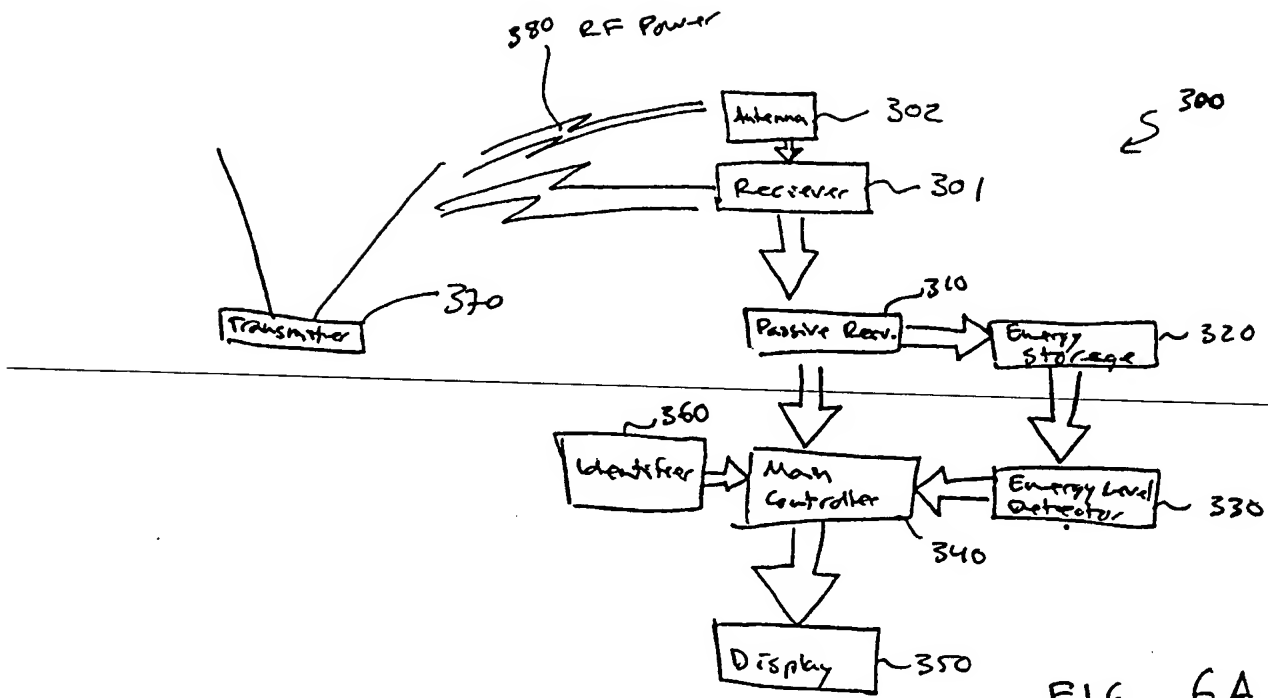 380 RF Power
Antenna
302
300
Reciever
301
310
370
Transmitter
Passive Recv.
Energy
Storage
320
360
Identifier
Main
Controller
Energy Level
Detector
330
340
Display
350
FIG. 6A